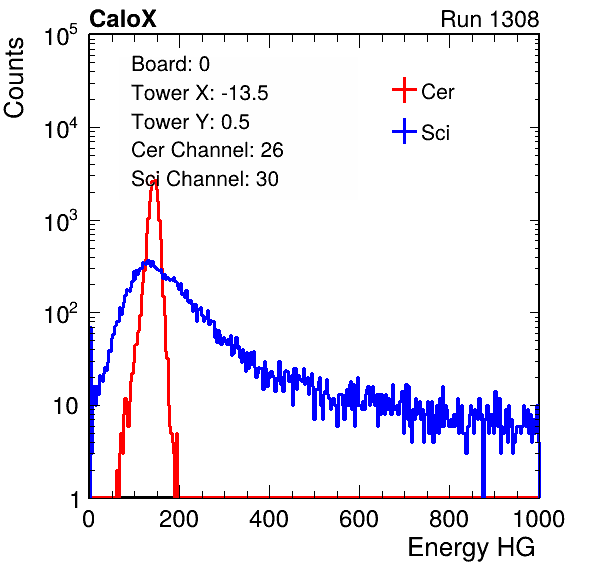 CaloX Run 1308
Counts
10^5
10^4
10^3
10^2
10
1
Board: 0
Tower X: -13.5
Tower Y: 0.5
Cer Channel: 26
Sci Channel: 30
Cer
Sci
0 200 400 600 800 1000
Energy HG